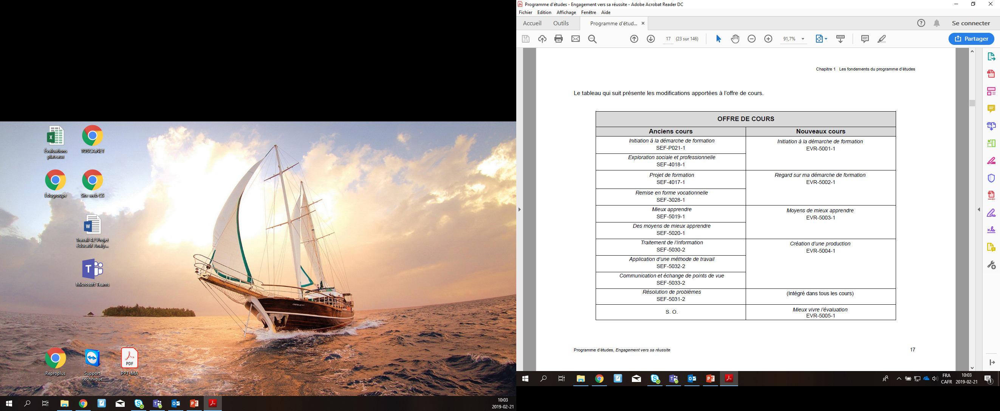 Évaluations
plateaux
TOSCA.NET
Édugroupe
Site web CS
Travail 4.2 Projet
éducatif Analy...
Microsoft Teams
Reproplus
Support
technique
PDF
PPT-MA
10:03
2019-02-21
Programme d'études - Engagement vers sa réussite - Adobe Acrobat Reader DC
Fichier Edition Affichage Fenêtre Aide
Accueil Outils Programme d'étud... Se connecter
17 (23 sur 146) 91,7% Partager
Chapitre 1 Les fondements du programme d'études
Le tableau qui suit présente les modifications apportées à l'offre de cours.
OFFRE DE COURS
Anciens cours Nouveaux cours
Initiation à la démarche de formation
SEF-P021-1
Initiation à la démarche de formation
EVR-5001-1
Exploration sociale et professionnelle
SEF-4018-1
Projet de formation
SEF-4017-1
Regard sur ma démarche de formation
EVR-5002-1
Remise en forme vocationnelle
SEF-3028-1
Mieux apprendre
SEF-5019-1
Moyens de mieux apprendre
EVR-5003-1
Des moyens de mieux apprendre
SEF-5020-1
Traitement de l'information
SEF-5030-2
Création d'une production
EVR-5004-1
Application d'une méthode de travail
SEF-5032-2
Communication et échange de points de vue
SEF-5033-2
Résolution de problèmes
SEF-5031-2
(Intégré dans tous les cours)
S. O.
Mieux vivre l'évaluation
EVR-5005-1
Programme d'études, Engagement vers sa réussite 17
FRA
CAFR
10:03
2019-02-21
1